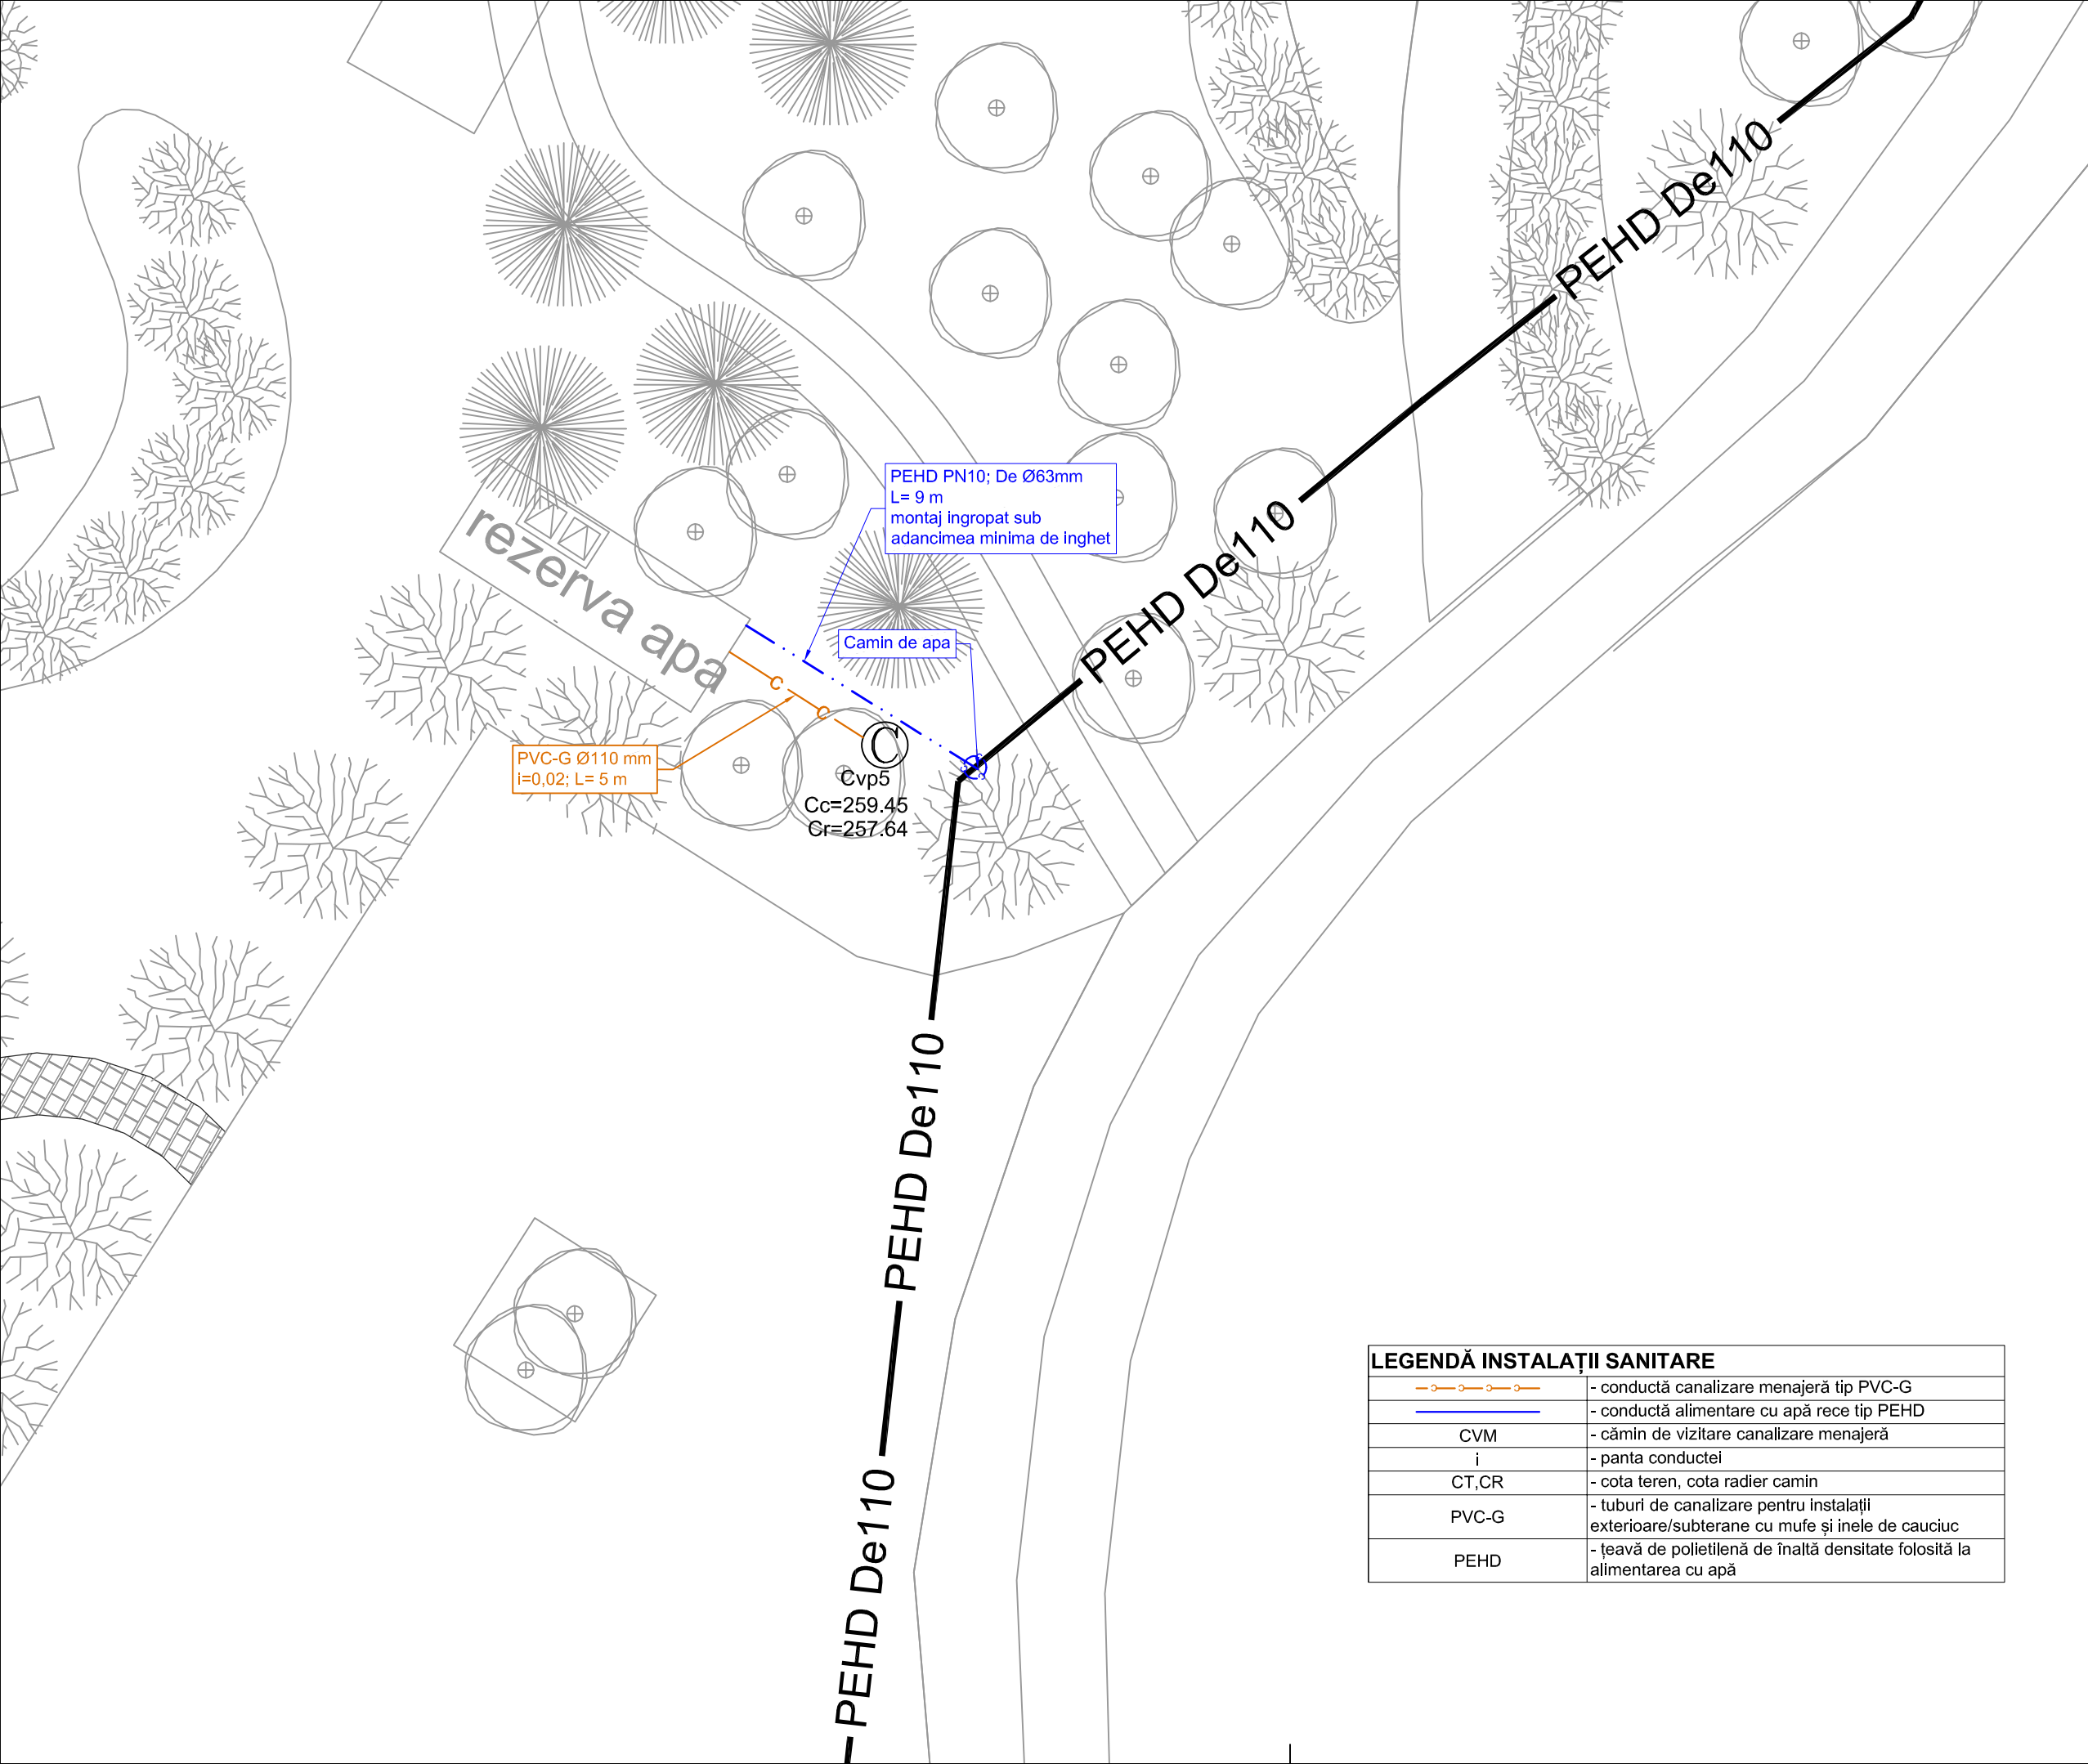 PEHD De110
PEHD De110
PEHD PN10; De Ø63mm
L= 9 m
montaj ingropat sub
adancimea minima de inghet
rezerva apa
Camin de apa
c
c
C
PVC-G Ø110 mm
i=0,02; L= 5 m
Cvp5
Cc=259.45
Cr=257.64
PEHD De110
PEHD De110
LEGENDĂ INSTALAȚII SANITARE
- conductă canalizare menajeră tip PVC-G
- conductă alimentare cu apă rece tip PEHD
CVM - cămin de vizitare canalizare menajeră
i - panta conductei
CT,CR - cota teren, cota radier camin
PVC-G - tuburi de canalizare pentru instalații
exterioare/subterane cu mufe și inele de cauciuc
PEHD - țeavă de polietilenă de înaltă densitate folosită la
alimentarea cu apă